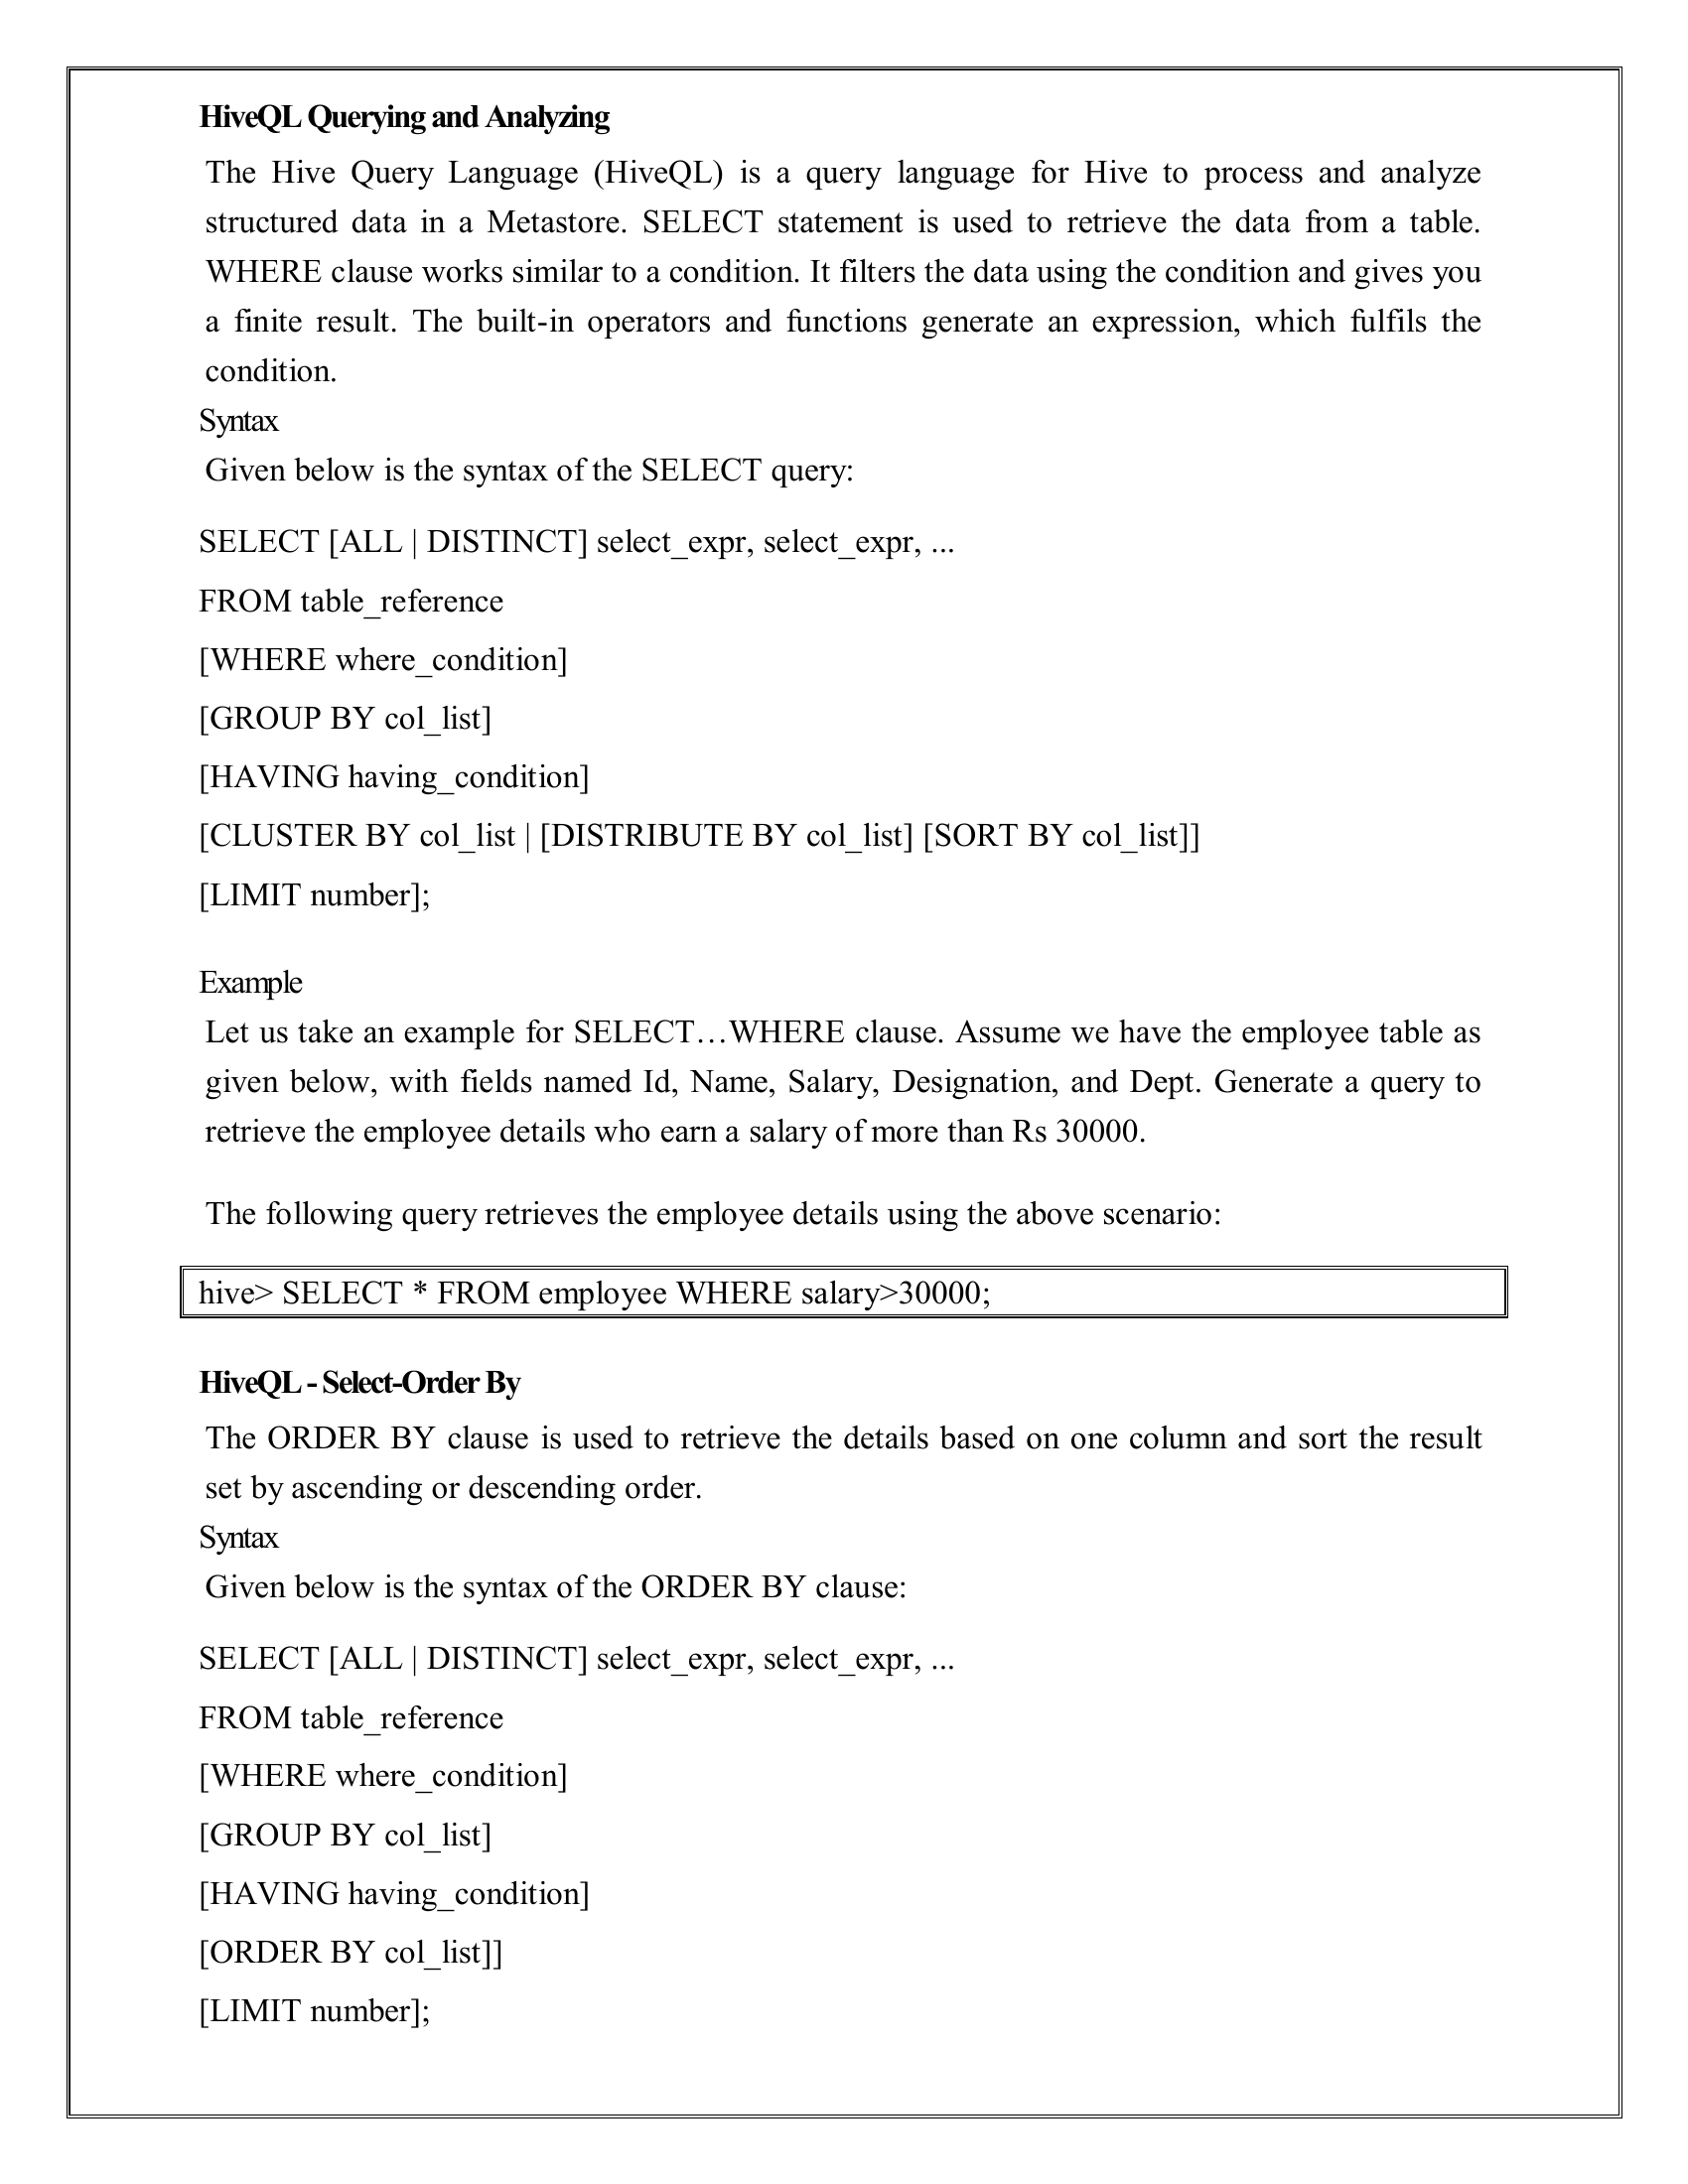 HiveQL Querying and Analyzing
The Hive Query Language (HiveQL) is a query language for Hive to process and analyze
structured data in a Metastore. SELECT statement is used to retrieve the data from a table.
WHERE clause works similar to a condition. It filters the data using the condition and gives you
a finite result. The built-in operators and functions generate an expression, which fulfils the
condition.
Syntax
Given below is the syntax of the SELECT query:
SELECT [ALL | DISTINCT] select_expr, select_expr, ...
FROM table_reference
[WHERE where_condition]
[GROUP BY col_list]
[HAVING having_condition]
[CLUSTER BY col_list | [DISTRIBUTE BY col_list] [SORT BY col_list]]
[LIMIT number];
Example
Let us take an example for SELECT…WHERE clause. Assume we have the employee table as
given below, with fields named Id, Name, Salary, Designation, and Dept. Generate a query to
retrieve the employee details who earn a salary of more than Rs 30000.
The following query retrieves the employee details using the above scenario:
hive> SELECT * FROM employee WHERE salary>30000;
HiveQL - Select-Order By
The ORDER BY clause is used to retrieve the details based on one column and sort the result
set by ascending or descending order.
Syntax
Given below is the syntax of the ORDER BY clause:
SELECT [ALL | DISTINCT] select_expr, select_expr, ...
FROM table_reference
[WHERE where_condition]
[GROUP BY col_list]
[HAVING having_condition]
[ORDER BY col_list]]
[LIMIT number];